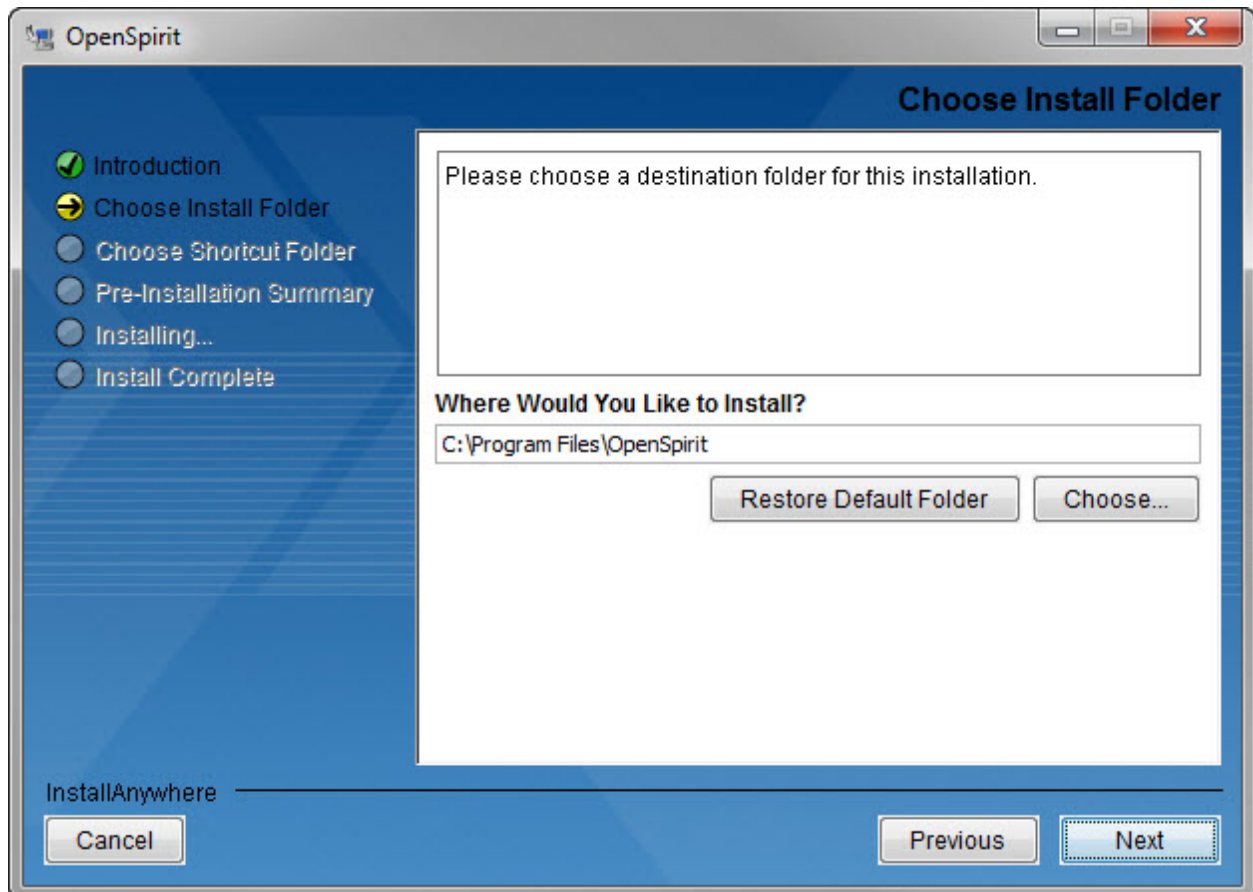 OpenSpirit
Choose Install Folder
Introduction
Choose Install Folder
Choose Shortcut Folder
Pre-Installation Summary
Installing...
Install Complete
Please choose a destination folder for this installation.
Where Would You Like to Install?
C:\Program Files\OpenSpirit
Restore Default Folder
Choose...
InstallAnywhere
Cancel
Previous
Next